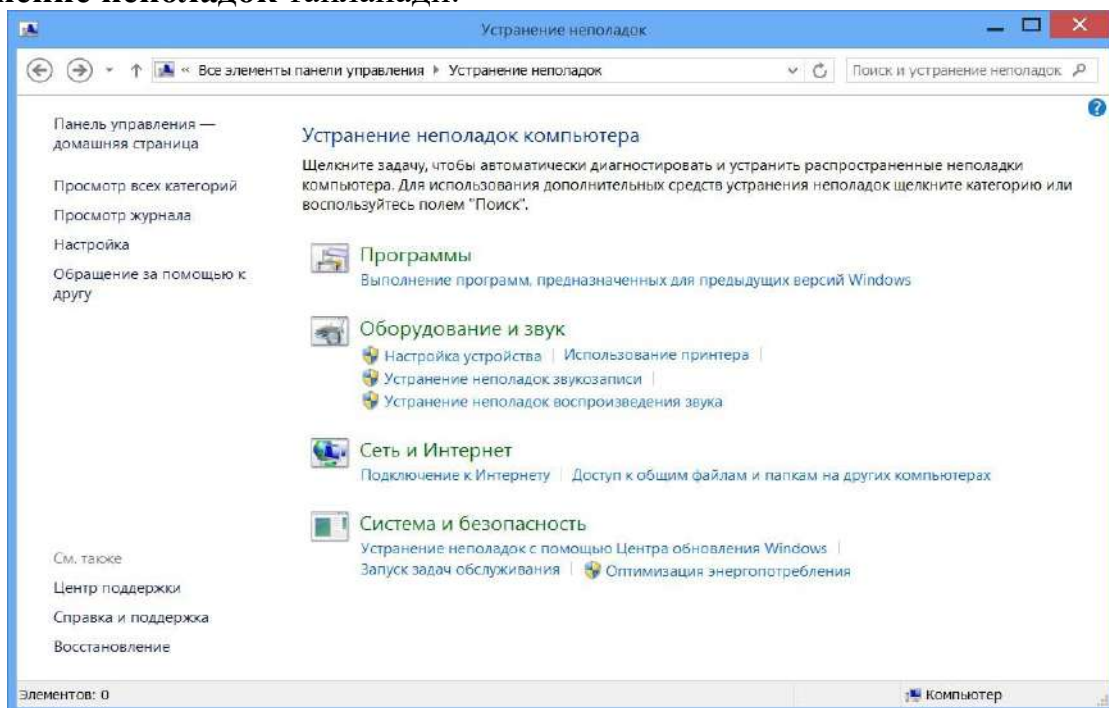 нение неполадок танланади.
Устранение неполадок
« Все элементы панели управления ▸ Устранение неполадок
Поиск и устранение неполадок
Панель управления —
домашняя страница
Просмотр всех категорий
Просмотр журнала
Настройка
Обращение за помощью к
другу
Устранение неполадок компьютера
Щелкните задачу, чтобы автоматически диагностировать и устранить распространенные неполадки
компьютера. Для использования дополнительных средств устранения неполадок щелкните категорию или
воспользуйтесь полем "Поиск".
Программы
Выполнение программ, предназначенных для предыдущих версий Windows
Оборудование и звук
Настройка устройства | Использование принтера |
Устранение неполадок звукозаписи |
Устранение неполадок воспроизведения звука
Сеть и Интернет
Подключение к Интернету | Доступ к общим файлам и папкам на других компьютерах
Система и безопасность
Устранение неполадок с помощью Центра обновления Windows |
Запуск задач обслуживания | Оптимизация энергопотребления
См. также
Центр поддержки
Справка и поддержка
Восстановление
Элементов: 0
Компьютер